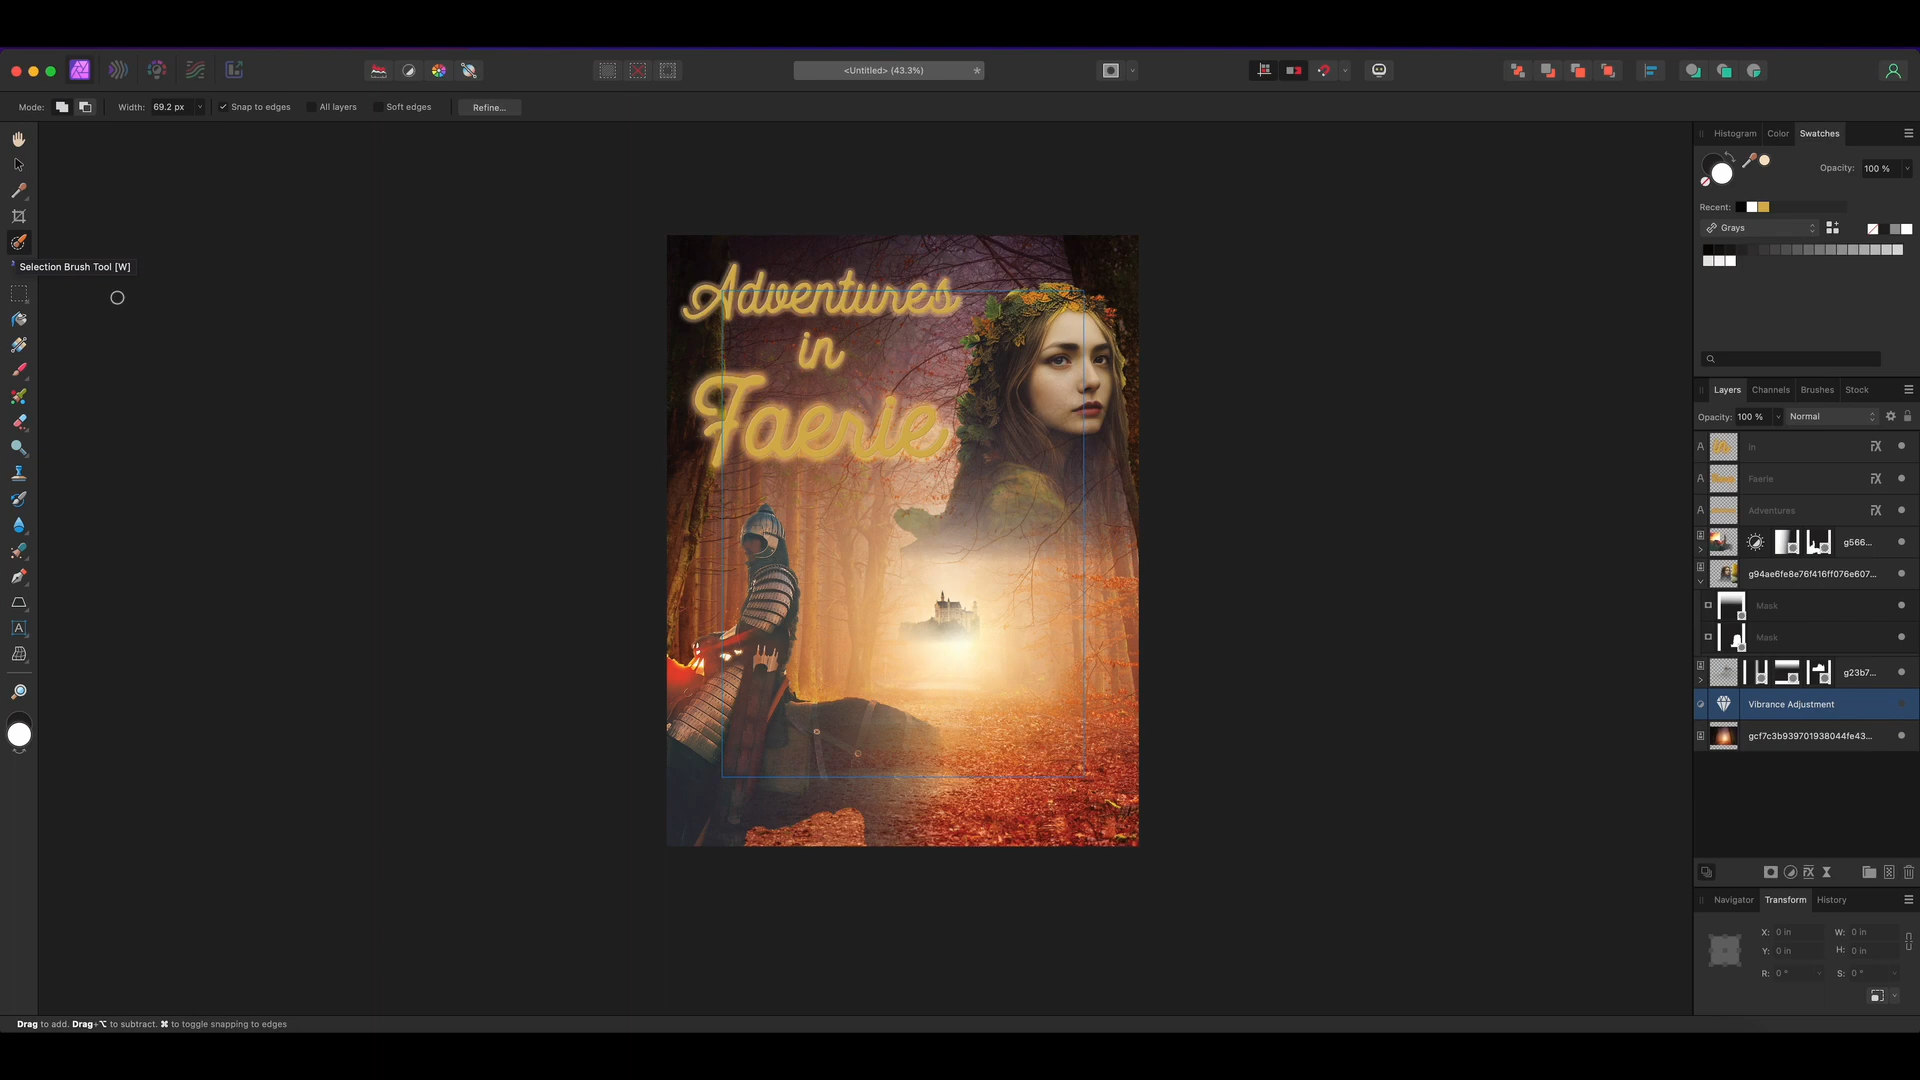 <Untitled> (43.3%)
Mode:
Width: 69.2 px
Snap to edges
All layers
Soft edges
Refine...
Selection Brush Tool [W]
Adventures
in
Faerie
Histogram Color Swatches
Opacity: 100 %
Recent:
Grays
Layers Channels Brushes Stock
Opacity: 100 % Normal
A In fx
A Faerie fx
A Adventures fx
g566...
g94ae6fe8e76f416ff076e607...
Mask
Mask
g23b7...
Vibrance Adjustment
gcf7c3b939701938044fe43...
Navigator Transform History
X: 0 in W: 0 in
Y: 0 in H: 0 in
R: 0 ° S: 0 °
Drag to add. Drag+⌥ to subtract. ⌘ to toggle snapping to edges